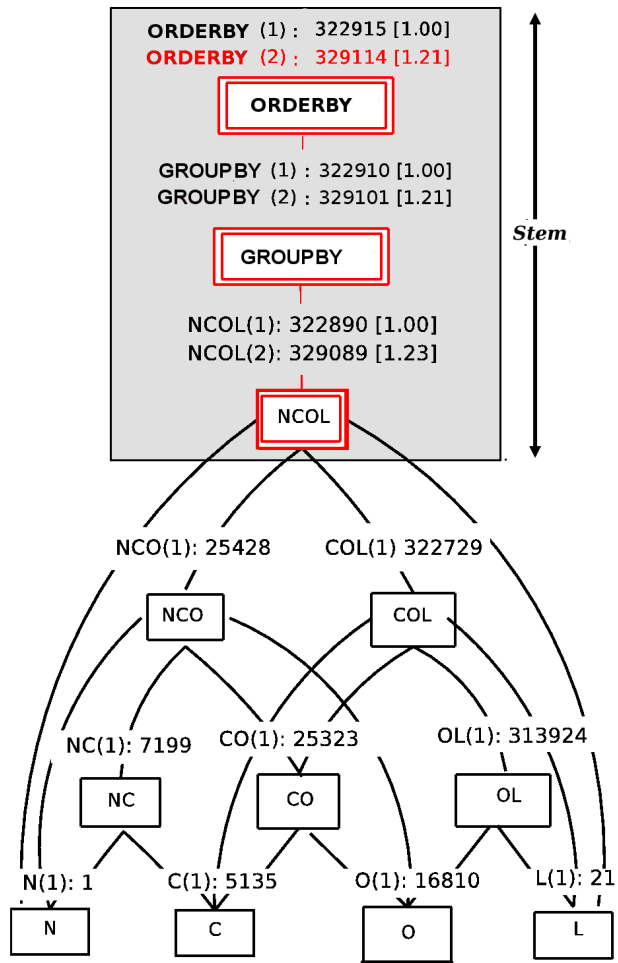 ORDERBY (1) : 322915 [1.00]
ORDERBY (2) : 329114 [1.21]
ORDERBY
GROUPBY (1) : 322910 [1.00]
GROUPBY (2) : 329101 [1.21]
Stem
GROUPBY
NCOL(1): 322890 [1.00]
NCOL(2): 329089 [1.23]
NCOL
NCO(1): 25428
COL(1) 322729
NCO
COL
NC(1): 7199
CO(1): 25323
OL(1): 313924
NC
CO
OL
N(1): 1
C(1): 5135
O(1): 16810
L(1): 21
N
C
O
L